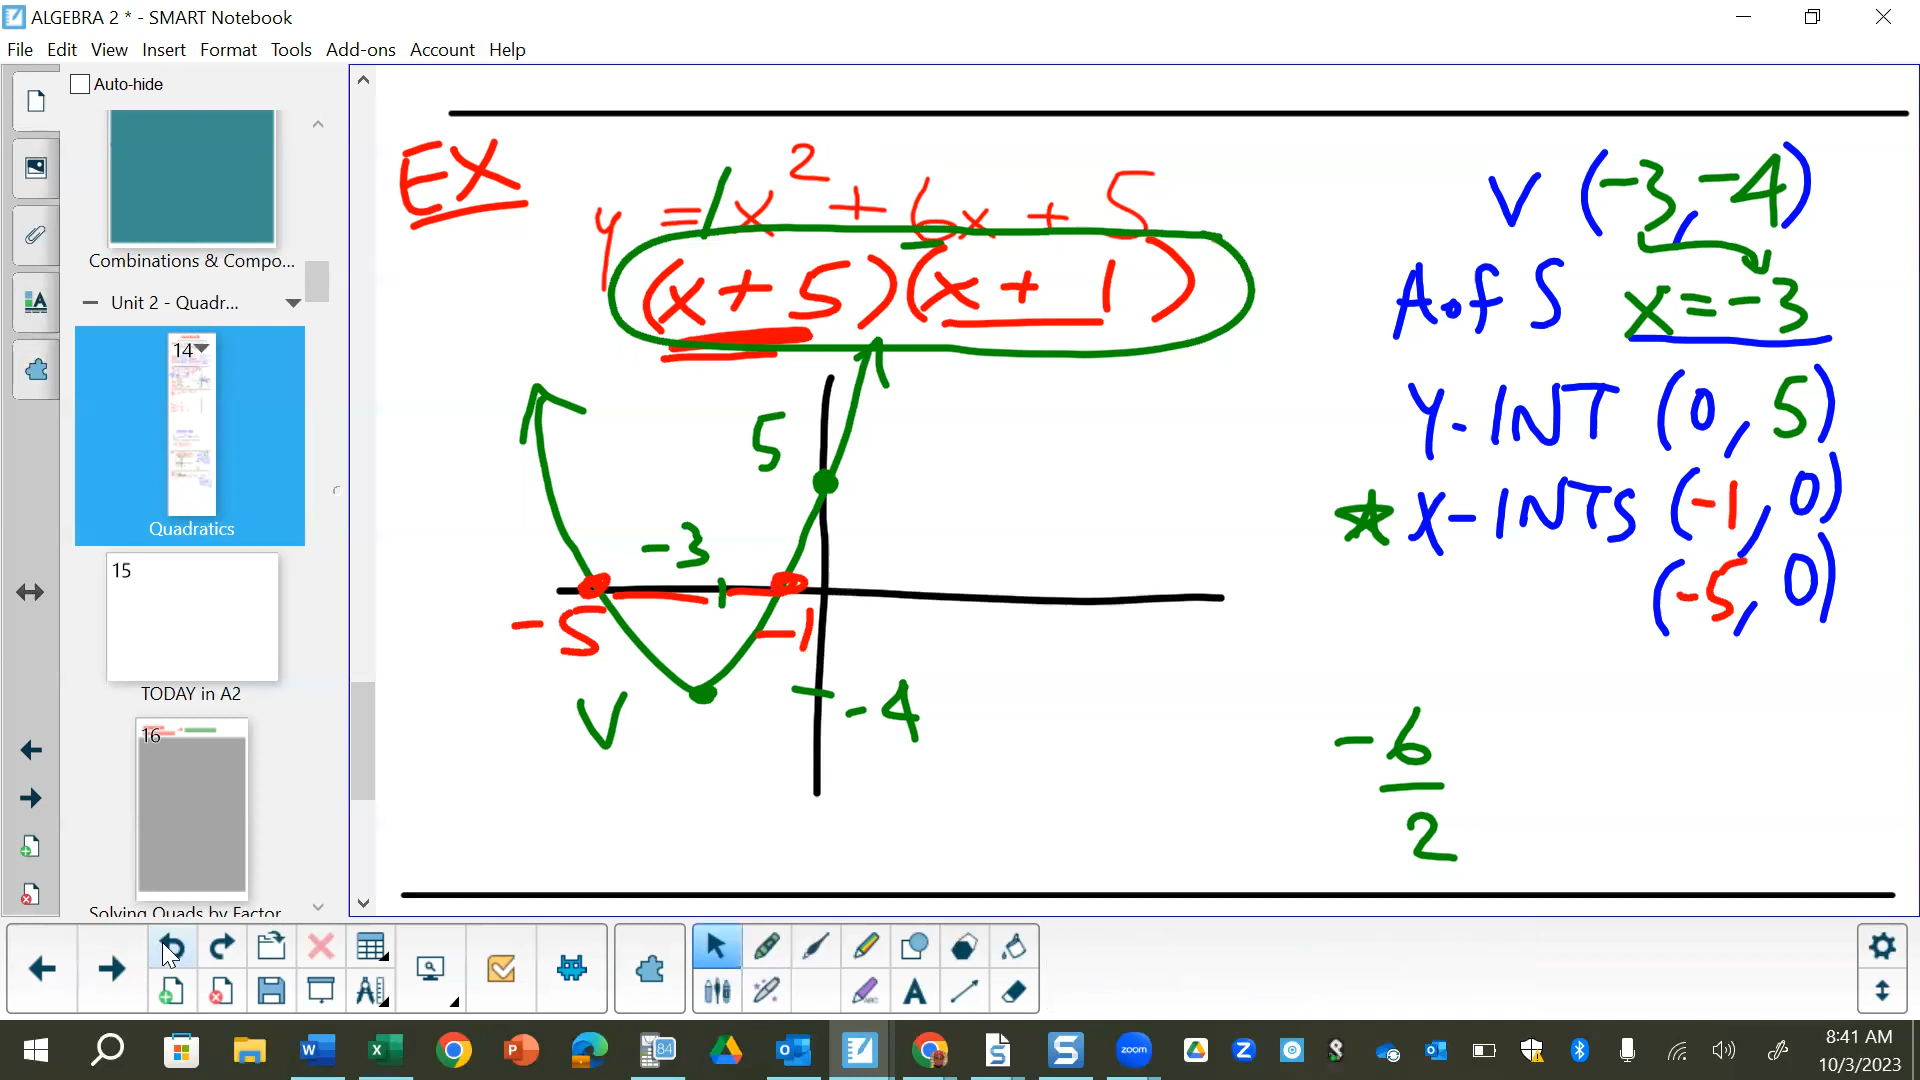 ALGEBRA 2 * - SMART Notebook
File Edit View Insert Format Tools Add-ons Account Help
Auto-hide
Combinations & Compo...
Unit 2 - Quadr...
14
Quadratics
15
TODAY in A2
16
Solving Quads by Factor
EX
y = 1x² + 6x + 5
(x + 5)(x + 1)
5
-3
-5
-1
V
-4
V (-3, -4)
A.of S x = -3
Y-INT (0, 5)
X-INTS (-1, 0)
(-5, 0)
-6
2
84
zoom
8:41 AM
10/3/2023